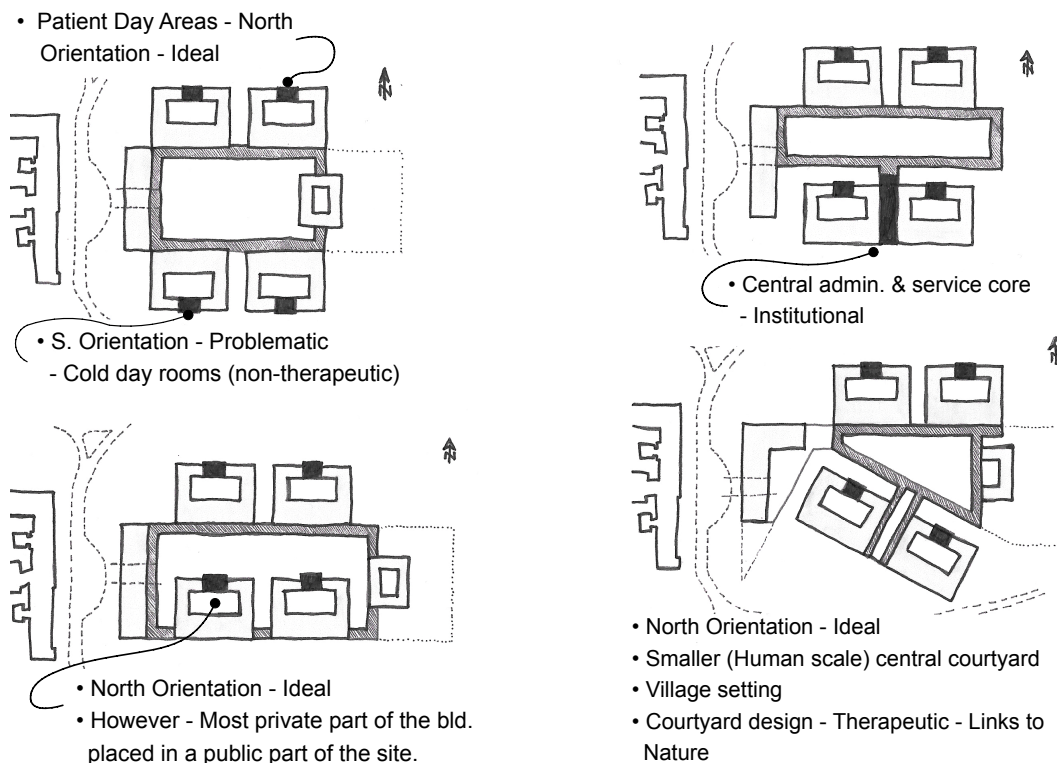 • Patient Day Areas - North
Orientation - Ideal
N
• S. Orientation - Problematic
- Cold day rooms (non-therapeutic)
N
• Central admin. & service core
- Institutional
N
• North Orientation - Ideal
• However - Most private part of the bld.
placed in a public part of the site.
N
• North Orientation - Ideal
• Smaller (Human scale) central courtyard
• Village setting
• Courtyard design - Therapeutic - Links to
Nature